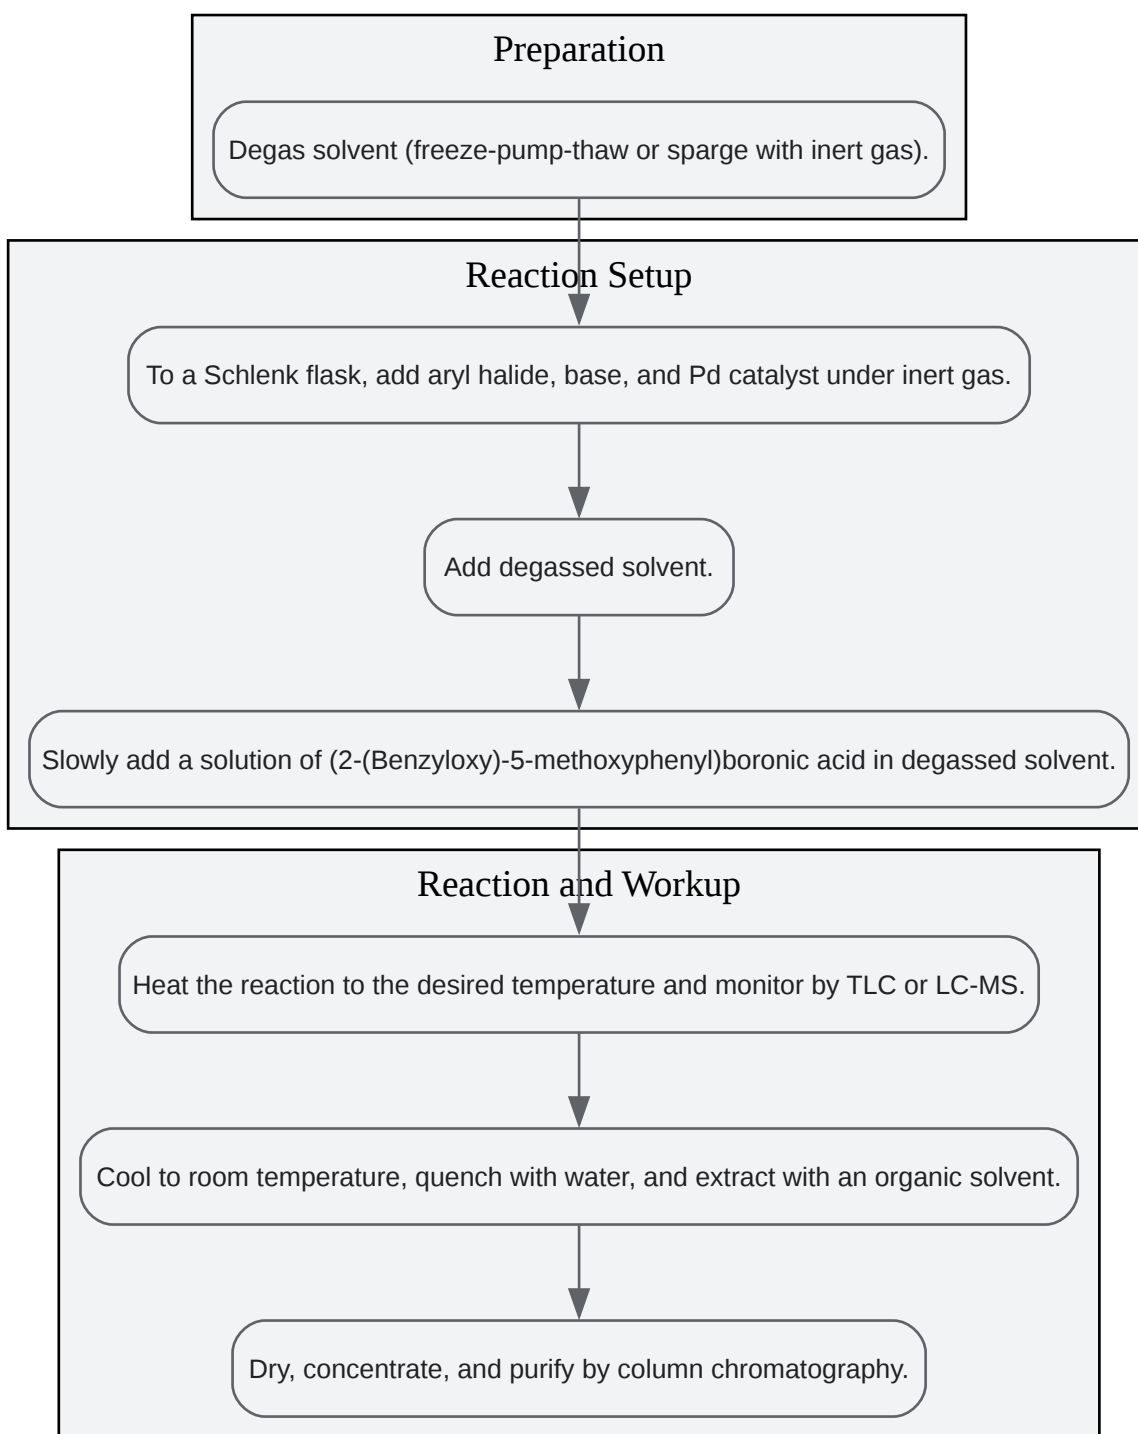 Preparation
Degas solvent (freeze-pump-thaw or sparge with inert gas).
Reaction Setup
To a Schlenk flask, add aryl halide, base, and Pd catalyst under inert gas.
Add degassed solvent.
Slowly add a solution of (2-(Benzyloxy)-5-methoxyphenyl)boronic acid in degassed solvent.
Reaction and Workup
Heat the reaction to the desired temperature and monitor by TLC or LC-MS.
Cool to room temperature, quench with water, and extract with an organic solvent.
Dry, concentrate, and purify by column chromatography.